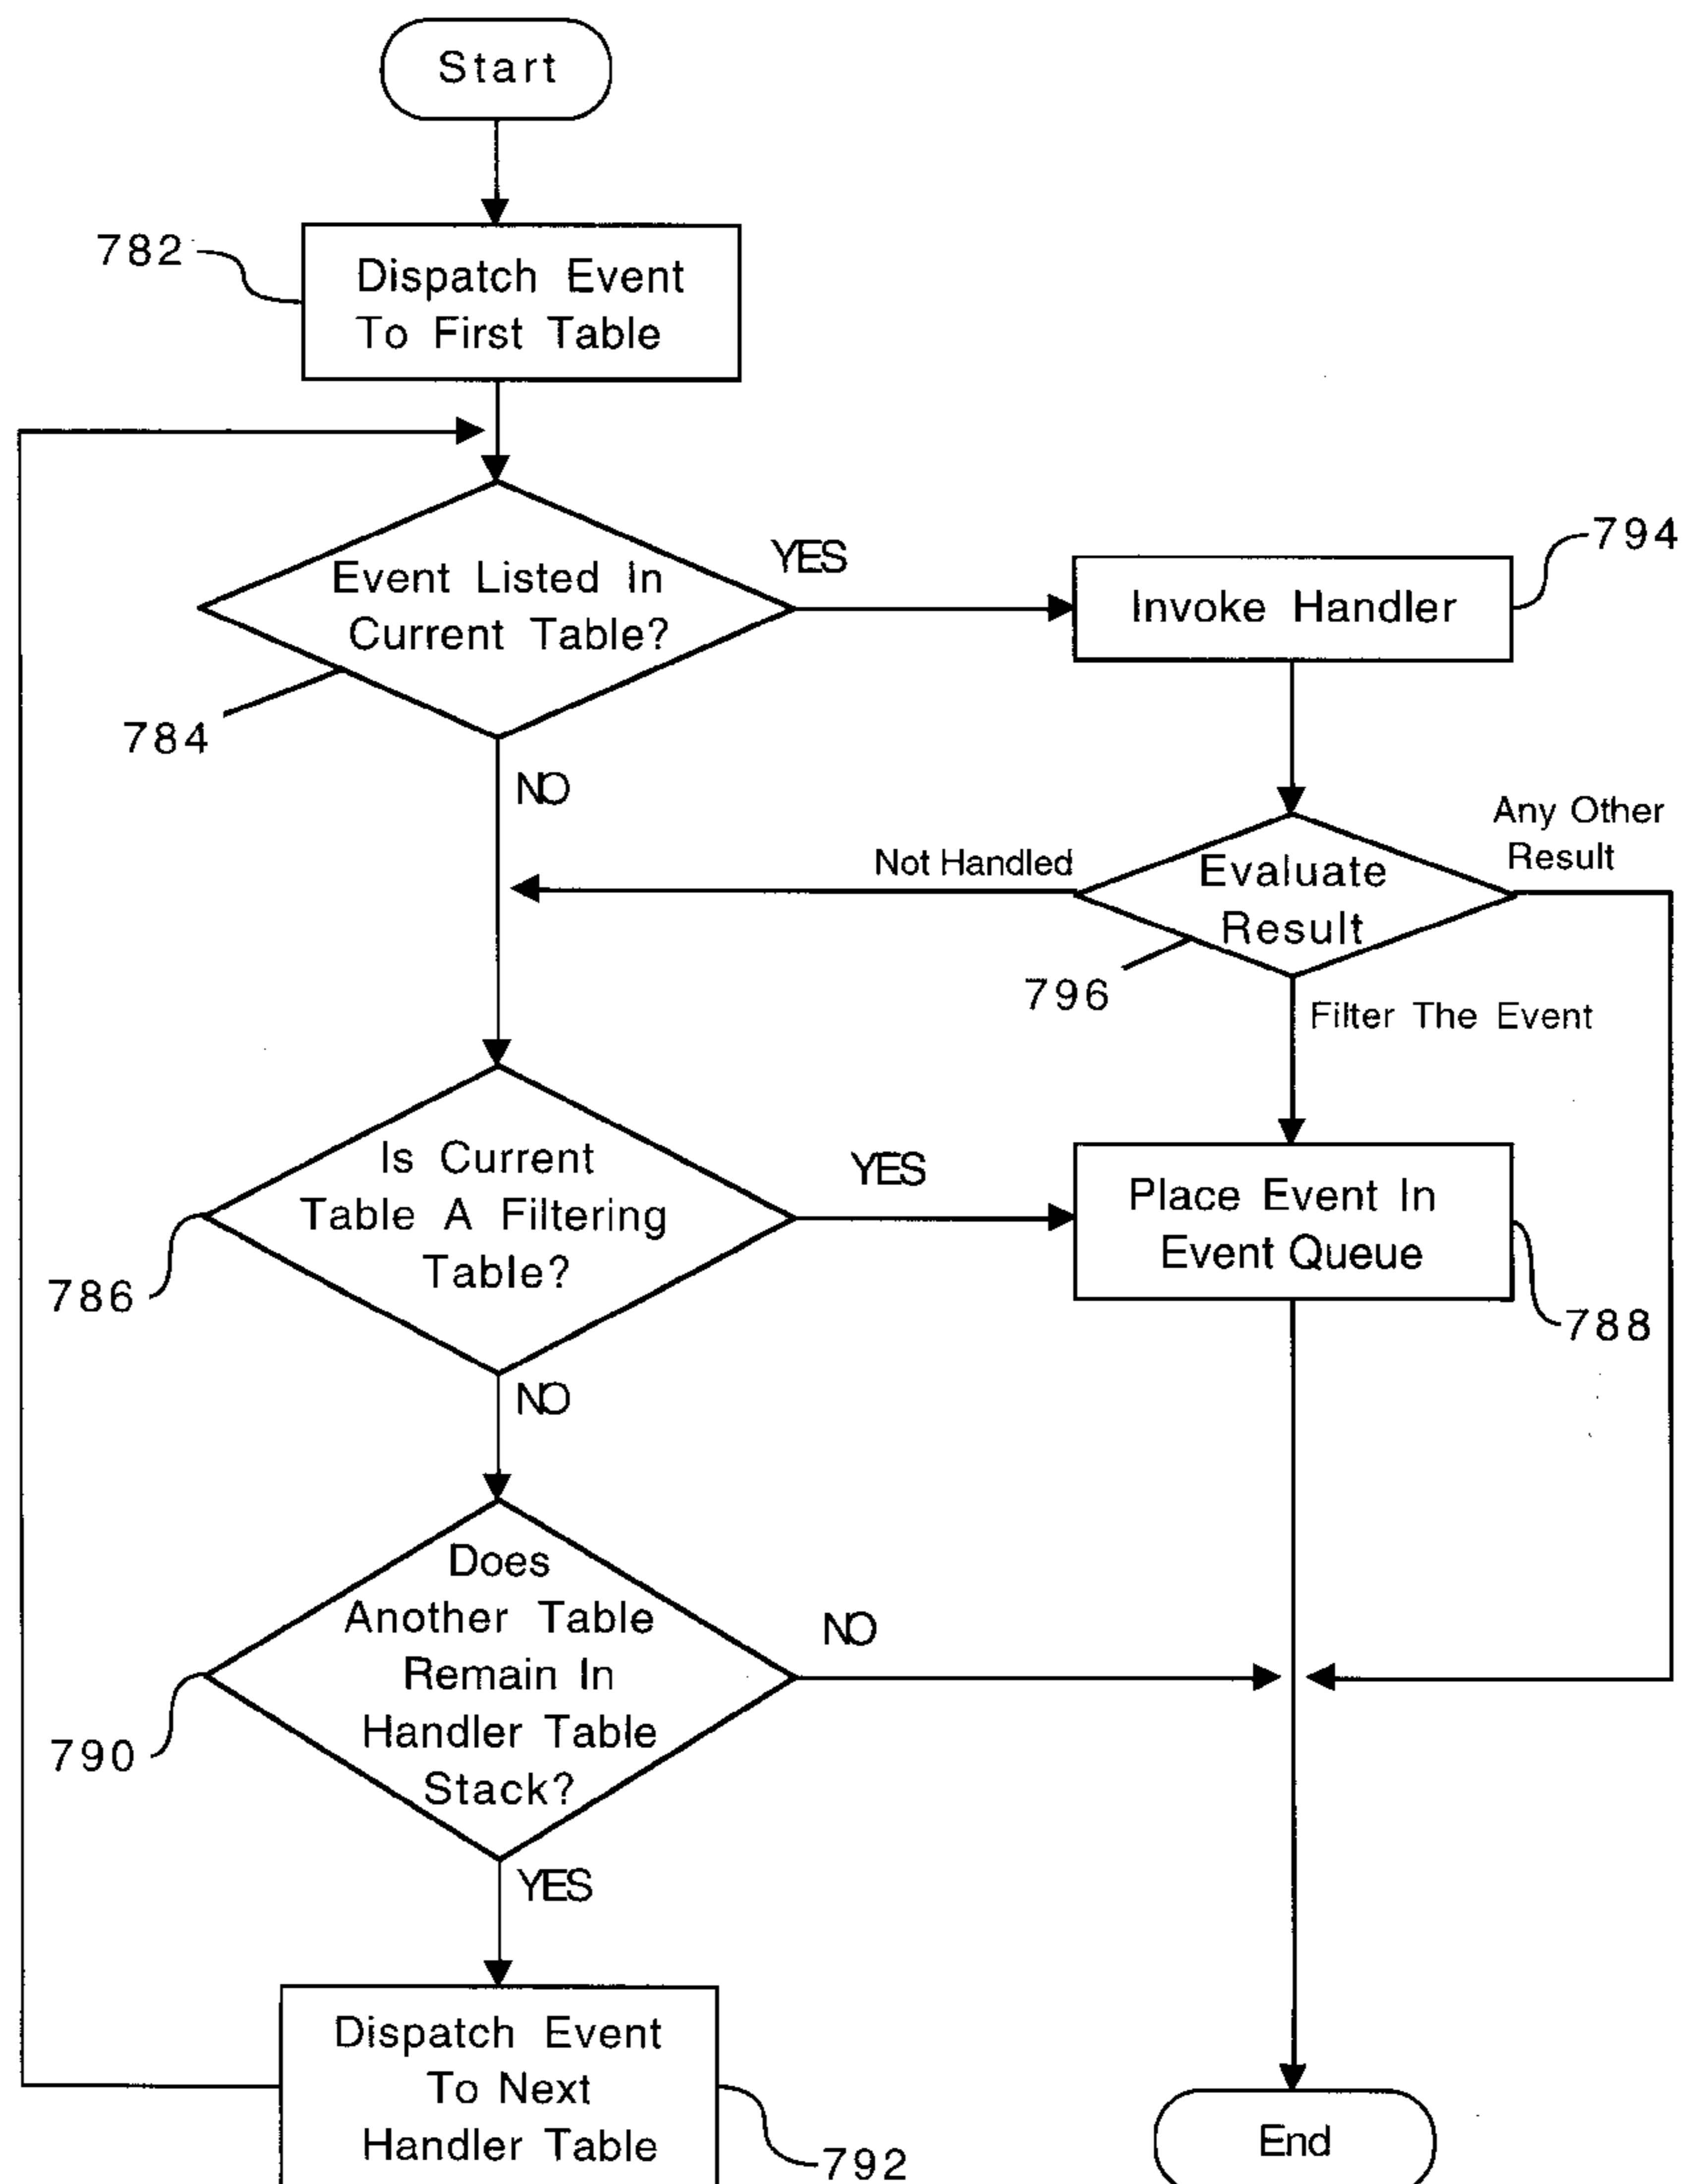 Start
782
Dispatch Event
To First Table
Event Listed In
Current Table?
YES
784
NO
Invoke Handler
794
Evaluate
Result
796
Not Handled
Any Other
Result
Filter The Event
Is Current
Table A Filtering
Table?
786
YES
NO
Place Event In
Event Queue
788
Does
Another Table
Remain In
Handler Table
Stack?
790
NO
YES
Dispatch Event
To Next
Handler Table
792
End